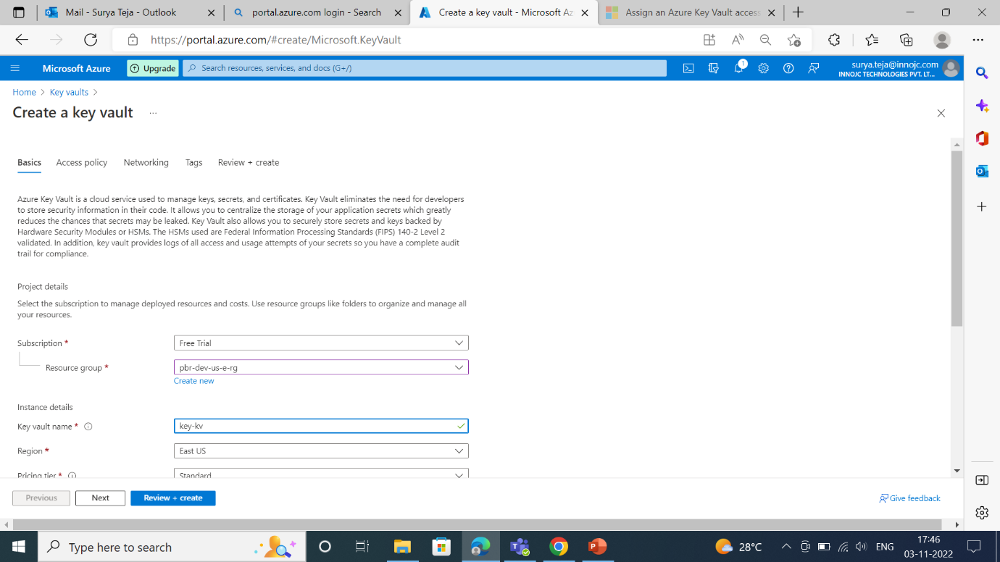 Mail - Surya Teja - Outlook
portal.azure.com login - Search
Create a key vault - Microsoft Az
Assign an Azure Key Vault access
https://portal.azure.com/#create/Microsoft.KeyVault
Microsoft Azure
Upgrade
Search resources, services, and docs (G+/)
1
surya.teja@innojc.com
INNOJC TECHNOLOGIES PVT. LT...
Home > Key vaults >
Create a key vault ...
Basics Access policy Networking Tags Review + create
Azure Key Vault is a cloud service used to manage keys, secrets, and certificates. Key Vault eliminates the need for developers
to store security information in their code. It allows you to centralize the storage of your application secrets which greatly
reduces the chances that secrets may be leaked. Key Vault also allows you to securely store secrets and keys backed by
Hardware Security Modules or HSMs. The HSMs used are Federal Information Processing Standards (FIPS) 140-2 Level 2
validated. In addition, key vault provides logs of all access and usage attempts of your secrets so you have a complete audit
trail for compliance.
Project details
Select the subscription to manage deployed resources and costs. Use resource groups like folders to organize and manage all
your resources.
Subscription * Free Trial
Resource group * pbr-dev-us-e-rg
Create new
Instance details
Key vault name * key-kv
Region * East US
Pricing tier * Standard
Previous Next Review + create Give feedback
Type here to search
28°C
ENG
17:46
03-11-2022